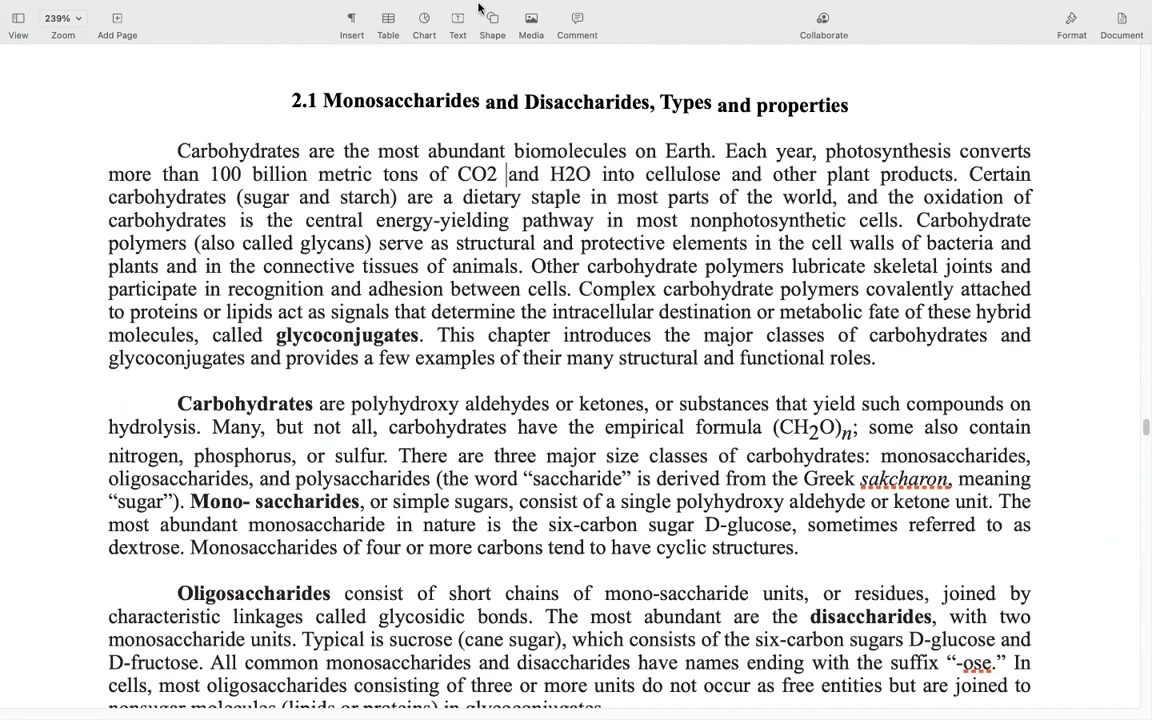 239%
View
Zoom
Add Page
Insert
Table
Chart
Text
Shape
Media
Comment
Collaborate
Format
Document
2.1 Monosaccharides and Disaccharides, Types and properties
Carbohydrates are the most abundant biomolecules on Earth. Each year, photosynthesis converts
more than 100 billion metric tons of CO2 and H2O into cellulose and other plant products. Certain
carbohydrates (sugar and starch) are a dietary staple in most parts of the world, and the oxidation of
carbohydrates is the central energy-yielding pathway in most nonphotosynthetic cells. Carbohydrate
polymers (also called glycans) serve as structural and protective elements in the cell walls of bacteria and
plants and in the connective tissues of animals. Other carbohydrate polymers lubricate skeletal joints and
participate in recognition and adhesion between cells. Complex carbohydrate polymers covalently attached
to proteins or lipids act as signals that determine the intracellular destination or metabolic fate of these hybrid
molecules, called glycoconjugates. This chapter introduces the major classes of carbohydrates and
glycoconjugates and provides a few examples of their many structural and functional roles.
Carbohydrates are polyhydroxy aldehydes or ketones, or substances that yield such compounds on
hydrolysis. Many, but not all, carbohydrates have the empirical formula (CH2O)n; some also contain
nitrogen, phosphorus, or sulfur. There are three major size classes of carbohydrates: monosaccharides,
oligosaccharides, and polysaccharides (the word “saccharide” is derived from the Greek sakcharon, meaning
“sugar”). Mono- saccharides, or simple sugars, consist of a single polyhydroxy aldehyde or ketone unit. The
most abundant monosaccharide in nature is the six-carbon sugar D-glucose, sometimes referred to as
dextrose. Monosaccharides of four or more carbons tend to have cyclic structures.
Oligosaccharides consist of short chains of mono-saccharide units, or residues, joined by
characteristic linkages called glycosidic bonds. The most abundant are the disaccharides, with two
monosaccharide units. Typical is sucrose (cane sugar), which consists of the six-carbon sugars D-glucose and
D-fructose. All common monosaccharides and disaccharides have names ending with the suffix “-ose.” In
cells, most oligosaccharides consisting of three or more units do not occur as free entities but are joined to
nonsugar molecules (lipids or proteins) in glycoconjugates.